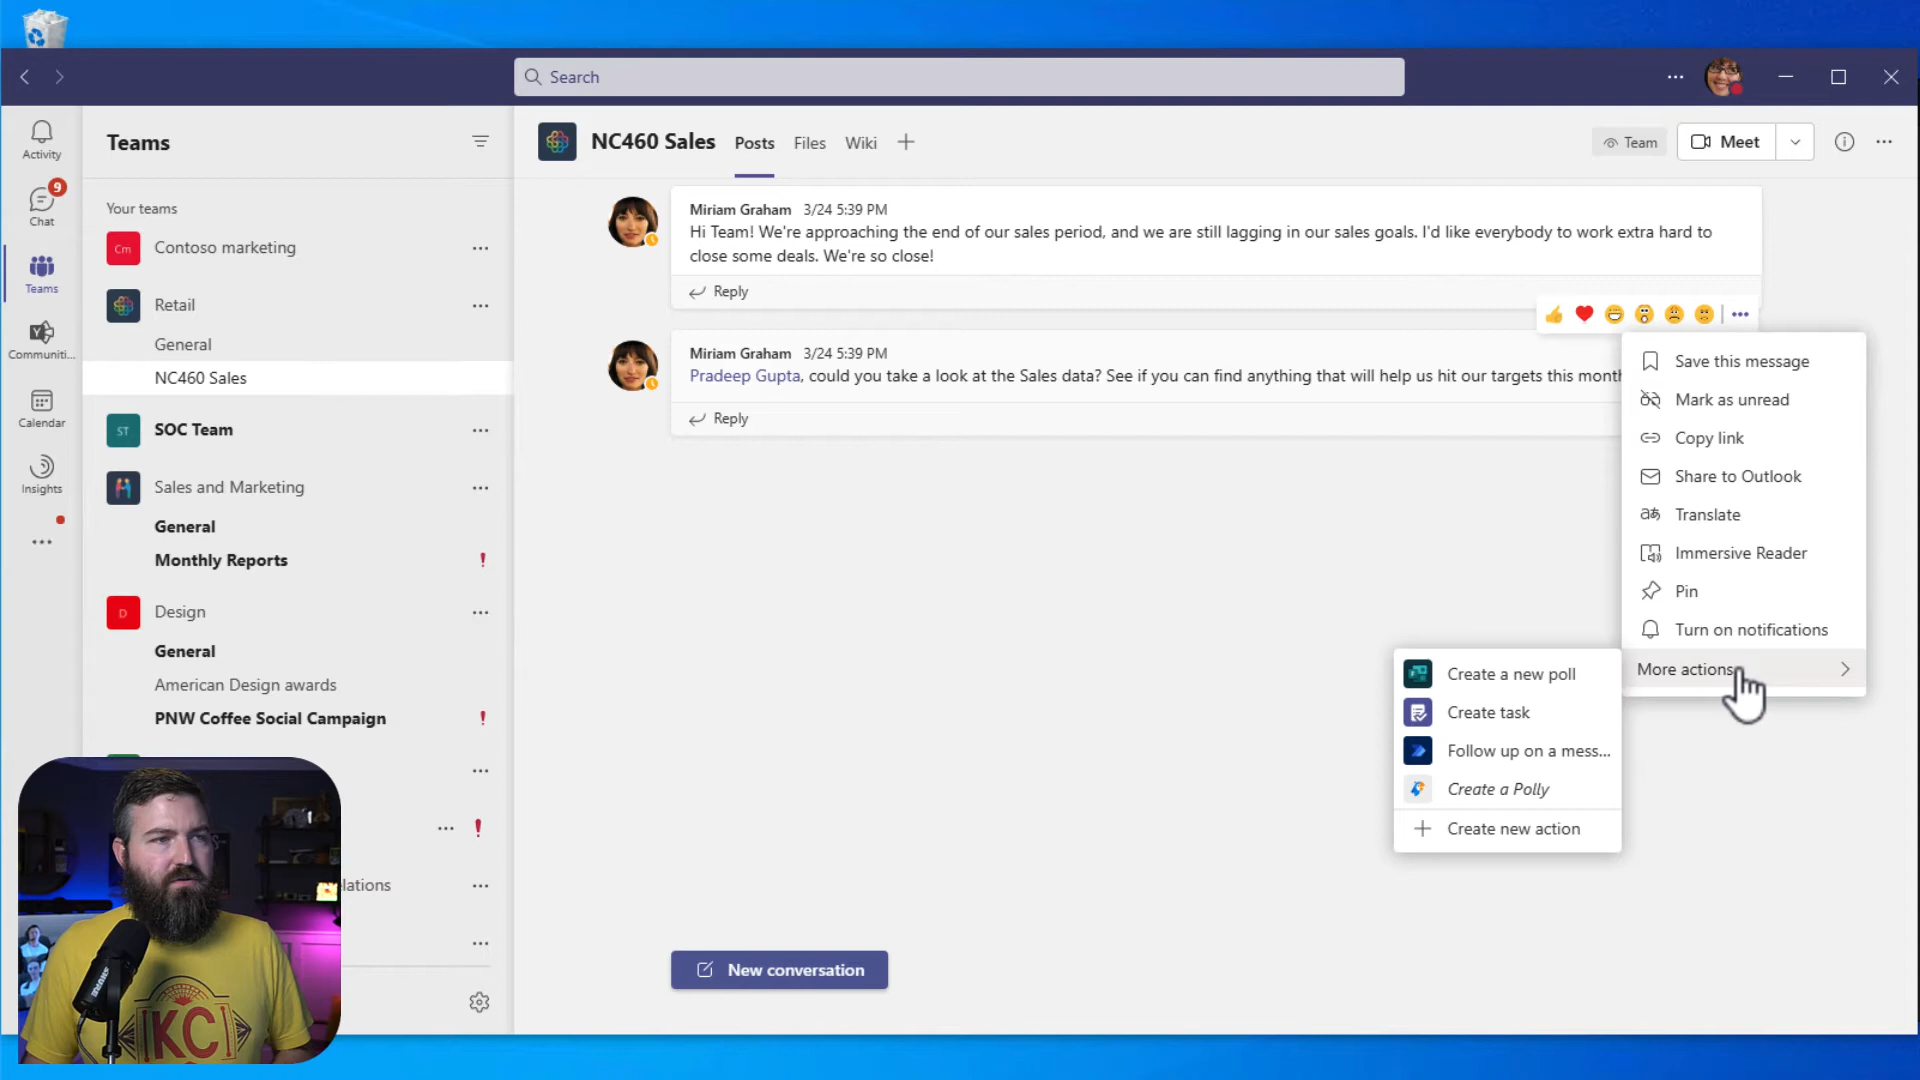 Search
Activity
9
Chat
Teams
Communiti...
Calendar
Insights
Teams
Your teams
Cm Contoso marketing
Retail
General
NC460 Sales
ST SOC Team
Sales and Marketing
General
Monthly Reports
D Design
General
American Design awards
PNW Coffee Social Campaign
lations
NC460 Sales Posts Files Wiki
Team Meet
Miriam Graham 3/24 5:39 PM
Hi Team! We're approaching the end of our sales period, and we are still lagging in our sales goals. I'd like everybody to work extra hard to
close some deals. We're so close!
Reply
Miriam Graham 3/24 5:39 PM
Pradeep Gupta, could you take a look at the Sales data? See if you can find anything that will help us hit our targets this mont
Reply
Save this message
Mark as unread
Copy link
Share to Outlook
Translate
Immersive Reader
Pin
Turn on notifications
More actions
Create a new poll
Create task
Follow up on a mess...
Create a Polly
Create new action
New conversation
SHURE
KC